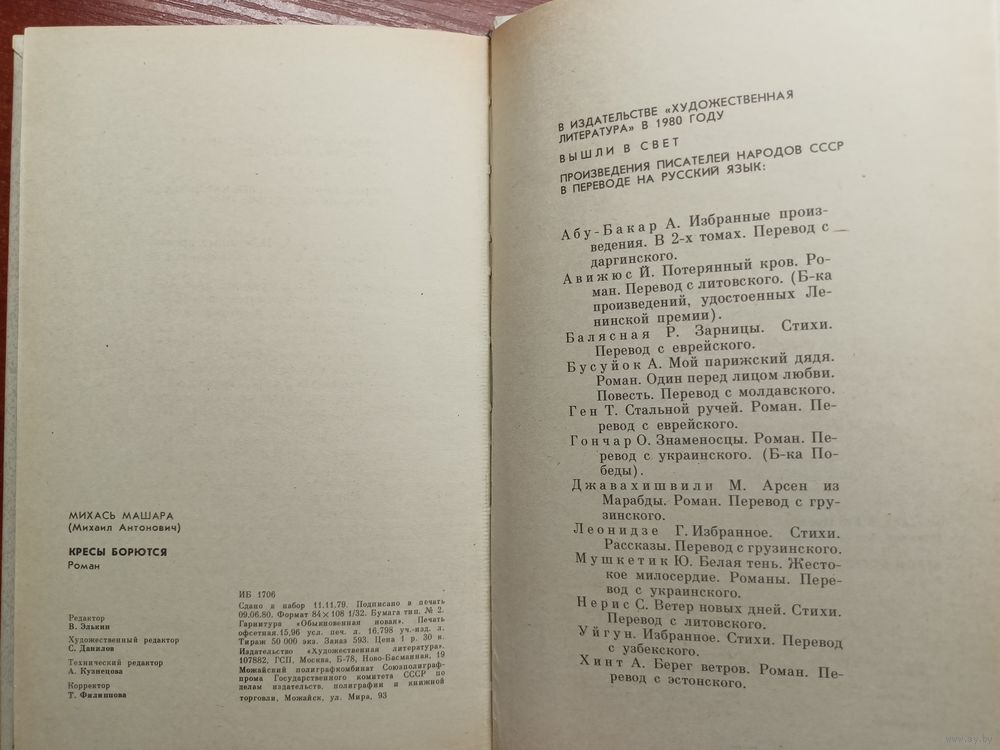 МИХАСЬ МАШАРА
(Михаил Антонович)
КРЕСЫ БОРЮТСЯ
Роман
Редактор
В. Элькин
Художественный редактор
С. Данилов
Технический редактор
А. Кузнецова
Корректор
Т. Филиппова
ИБ 1706
Сдано в набор 11.11.79. Подписано в печать
09.06.80. Формат 84×108 1/32. Бумага тип. № 2.
Гарнитура «Обыкновенная новая». Печать
офсетная. 15,96 усл. печ. л. 16,798 уч.-изд. л.
Тираж 50 000 экз. Заказ 593. Цена 1 р. 30 к.
Издательство «Художественная литература».
107882, ГСП, Москва, Б-78, Ново-Басманная, 19
Можайский полиграфкомбинат Союзполиграф-
прома Государственного комитета СССР по
делам издательств, полиграфии и книжной
торговли, Можайск, ул. Мира, 93
В ИЗДАТЕЛЬСТВЕ «ХУДОЖЕСТВЕННАЯ
ЛИТЕРАТУРА» В 1980 ГОДУ
ВЫШЛИ В СВЕТ
ПРОИЗВЕДЕНИЯ ПИСАТЕЛЕЙ НАРОДОВ СССР
В ПЕРЕВОДЕ НА РУССКИЙ ЯЗЫК:
Абу-Бакар А. Избранные произ-
ведения. В 2-х томах. Перевод с
даргинского.
Авижюс Й. Потерянный кров. Ро-
ман. Перевод с литовского. (Б-ка
произведений, удостоенных Ле-
нинской премии).
Балясная Р. Зарницы. Стихи.
Перевод с еврейского.
Бусуйок А. Мой парижский дядя.
Роман. Один перед лицом любви.
Повесть. Перевод с молдавского.
Ген Т. Стальной ручей. Роман. Пе-
ревод с еврейского.
Гончар О. Знаменосцы. Роман. Пе-
ревод с украинского. (Б-ка По-
беды).
Джавахишвили М. Арсен из
Марабды. Роман. Перевод с гру-
зинского.
Леонидзе Г. Избранное. Стихи.
Рассказы. Перевод с грузинского.
Мушкетик Ю. Белая тень. Жесто-
кое милосердие. Романы. Пере-
вод с украинского.
Нерис С. Ветер новых дней. Стихи.
Перевод с литовского.
Уйгун. Избранное. Стихи. Перевод
с узбекского.
Хинт А. Берег ветров. Роман. Пе-
ревод с эстонского.
www.ay.by